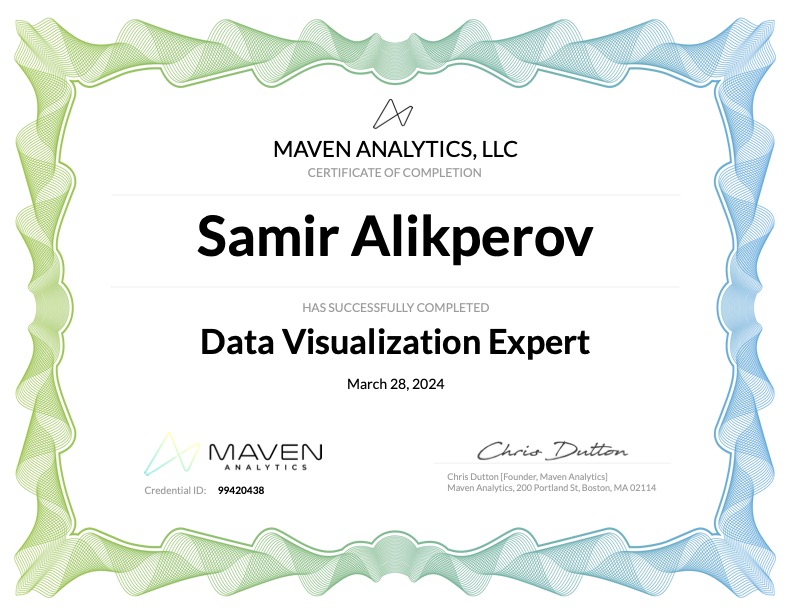 MAVEN ANALYTICS, LLC
CERTIFICATE OF COMPLETION
Samir Alikperov
HAS SUCCESSFULLY COMPLETED
Data Visualization Expert
March 28, 2024
MAVEN
ANALYTICS
Credential ID: 99420438
Chris Dutton
Chris Dutton [Founder, Maven Analytics]
Maven Analytics, 200 Portland St, Boston, MA 02114